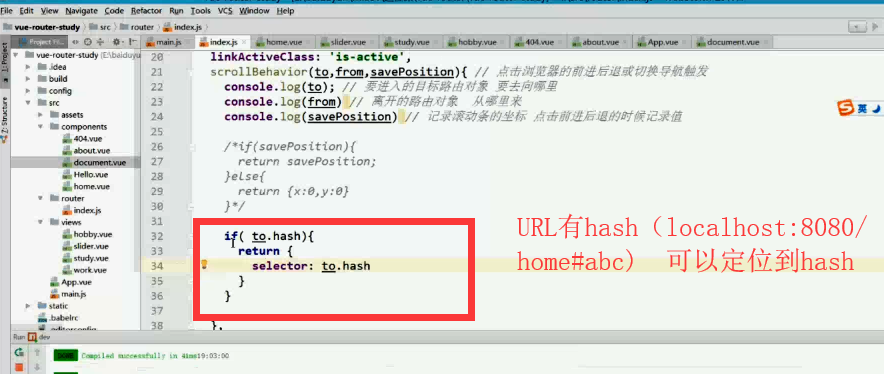 File Edit View Navigate Code Refactor Run Tools VCS Window Help
vue-router-study src router index.js
main.js index.js home.vue slider.vue study.vue hobby.vue 404.vue about.vue App.vue document.vue
1: Project
Z: Structure
vue-router-study
.idea
build
config
src
assets
components
404.vue
about.vue
document.vue
Hello.vue
home.vue
router
index.js
views
hobby.vue
slider.vue
study.vue
work.vue
App.vue
main.js
static
.babelrc
.editorconfig
20 linkActiveClass: 'is-active',
21 scrollBehavior(to,from,savePosition){ // 点击浏览器的前进后退或切换导航触发
22 console.log(to); // 要进入的目标路由对象 要去向哪里
23 console.log(from) // 离开的路由对象 从哪里来
24 console.log(savePosition) // 记录滚动条的坐标 点击前进后退的时候记录值
25
26 /*if(savePosition){
27 return savePosition;
28 }else{
29 return {x:0,y:0}
30 }*/
31
32 if( to.hash){
33 return {
34 selector: to.hash
35 }
36 }
37
38 },
URL有hash（localhost:8080/
home#abc） 可以定位到hash
英
Run dev
DONE Compiled successfully in 41ms19:03:00